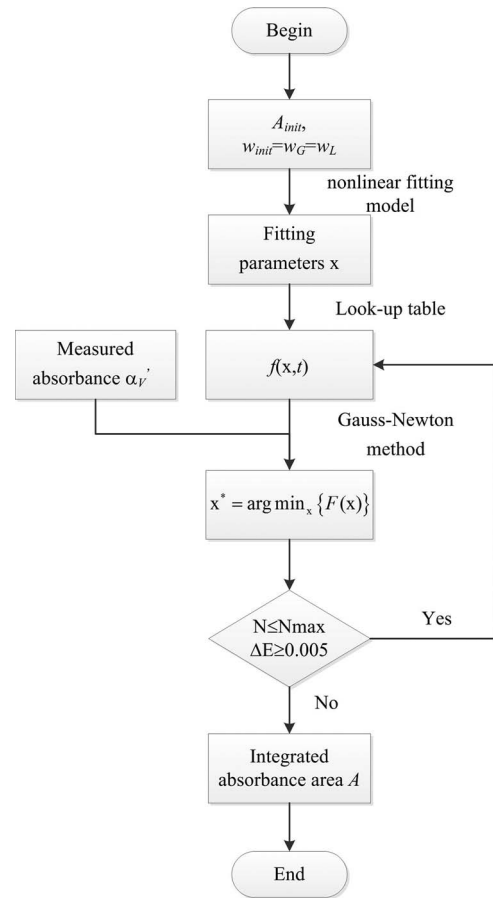 Begin
A_init,
w_init=w_G=w_L
nonlinear fitting
model
Fitting
parameters x
Look-up table
Measured
absorbance α_V'
f(x,t)
Gauss-Newton
method
x* = arg min_x {F(x)}
N≤Nmax
ΔE≥0.005
Yes
No
Integrated
absorbance area A
End